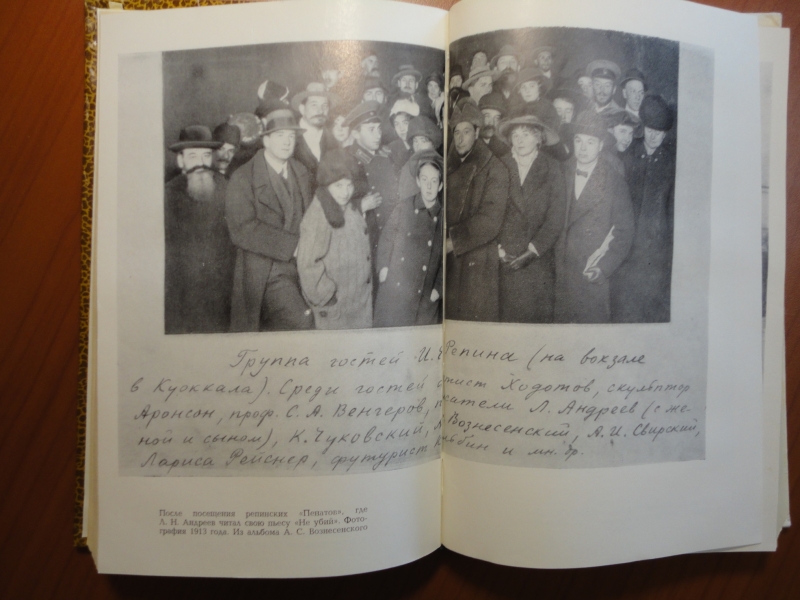 Группа гостей И. Репина (на вокзале
в Куоккала). Среди гостей Ходотов, скульптор
Аронсон, проф. С. А. Венгеров, Л. Андреев (с же-
ной и сыном), К. Чуковский, Вознесенский, А. И. Свирский,
Лариса Рейснер, футурист и мн. др.
После посещения репинских «Пенатов», где
Л. Н. Андреев читал свою пьесу «Не убий». Фото-
графия 1913 года. Из альбома А. С. Вознесенского